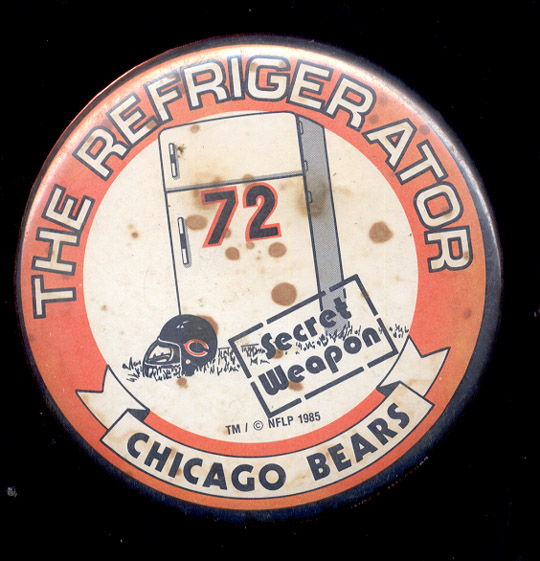 THE REFRIGERATOR
72
Secret
Weapon
TM / © NFLP 1985
CHICAGO BEARS